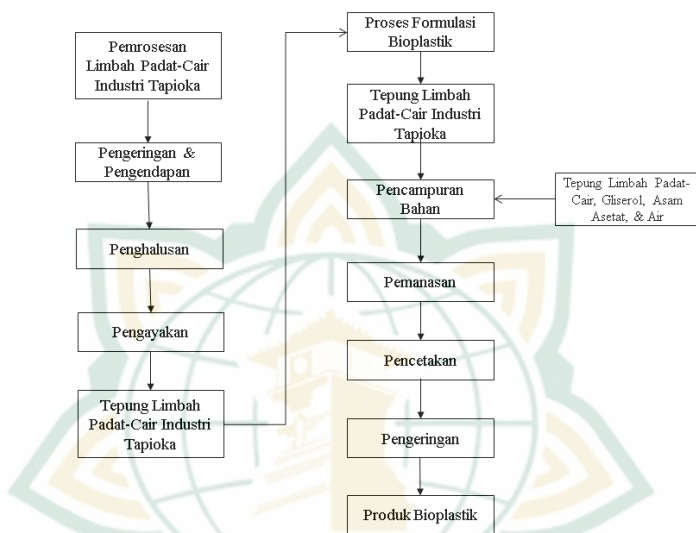 Pemrosesan
Limbah Padat-Cair
Industri Tapioka
Pengeringan &
Pengendapan
Penghalusan
Pengayakan
Tepung Limbah
Padat-Cair Industri
Tapioka
Proses Formulasi
Bioplastik
Tepung Limbah
Padat-Cair Industri
Tapioka
Pencampuran
Bahan
Tepung Limbah Padat-
Cair, Gliserol, Asam
Asetat, & Air
Pemanasan
Pencetakan
Pengeringan
Produk Bioplastik